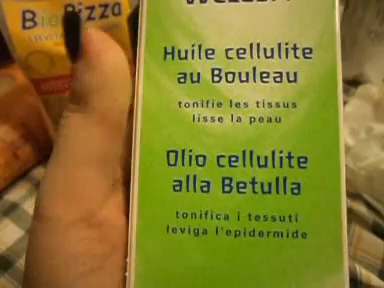 Bio Pizza
Huile cellulite
au Bouleau
tonifie les tissus
lisse la peau
Olio cellulite
alla Betulla
tonifica i tessuti
leviga l'epidermide